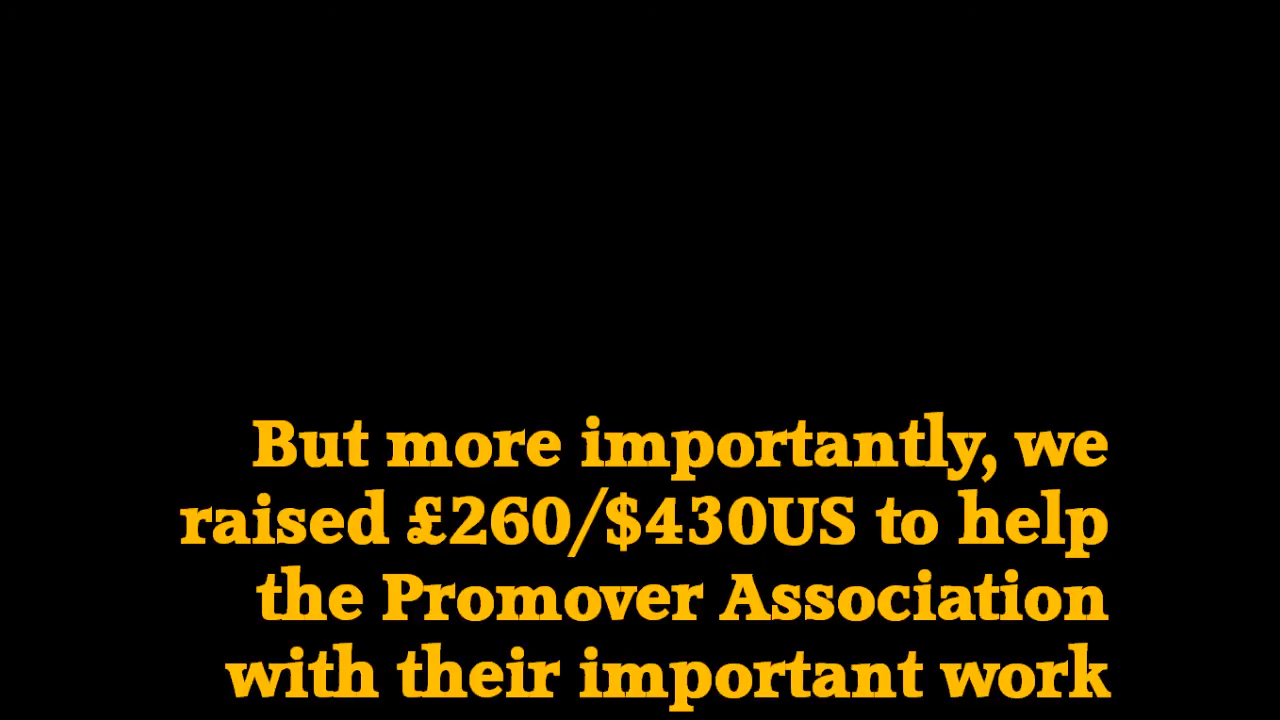 But more importantly, we
raised £260/$430US to help
the Promover Association
with their important work